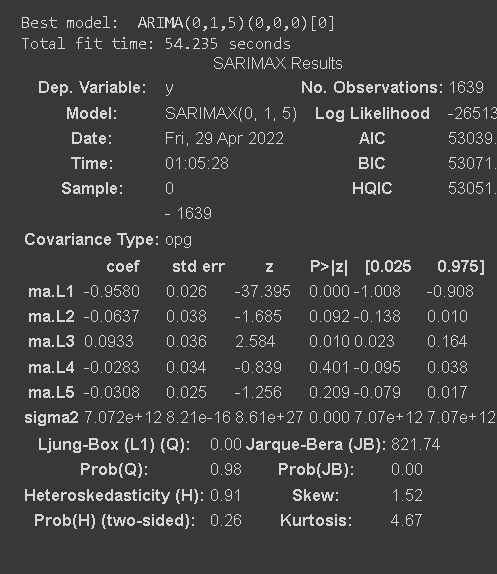 Best model:  ARIMA(0,1,5)(0,0,0)[0]
Total fit time: 54.235 seconds
SARIMAX Results
Dep. Variable: y No. Observations: 1639
Model: SARIMAX(0, 1, 5) Log Likelihood -26513
Date: Fri, 29 Apr 2022 AIC 53039.
Time: 01:05:28 BIC 53071.
Sample: 0 HQIC 53051.
- 1639
Covariance Type: opg
coef std err z P>|z| [0.025 0.975]
ma.L1 -0.9580 0.026 -37.395 0.000 -1.008 -0.908
ma.L2 -0.0637 0.038 -1.685 0.092 -0.138 0.010
ma.L3 0.0933 0.036 2.584 0.010 0.023 0.164
ma.L4 -0.0283 0.034 -0.839 0.401 -0.095 0.038
ma.L5 -0.0308 0.025 -1.256 0.209 -0.079 0.017
sigma2 7.072e+12 8.21e-16 8.61e+27 0.000 7.07e+12 7.07e+12
Ljung-Box (L1) (Q): 0.00 Jarque-Bera (JB): 821.74
Prob(Q): 0.98 Prob(JB): 0.00
Heteroskedasticity (H): 0.91 Skew: 1.52
Prob(H) (two-sided): 0.26 Kurtosis: 4.67